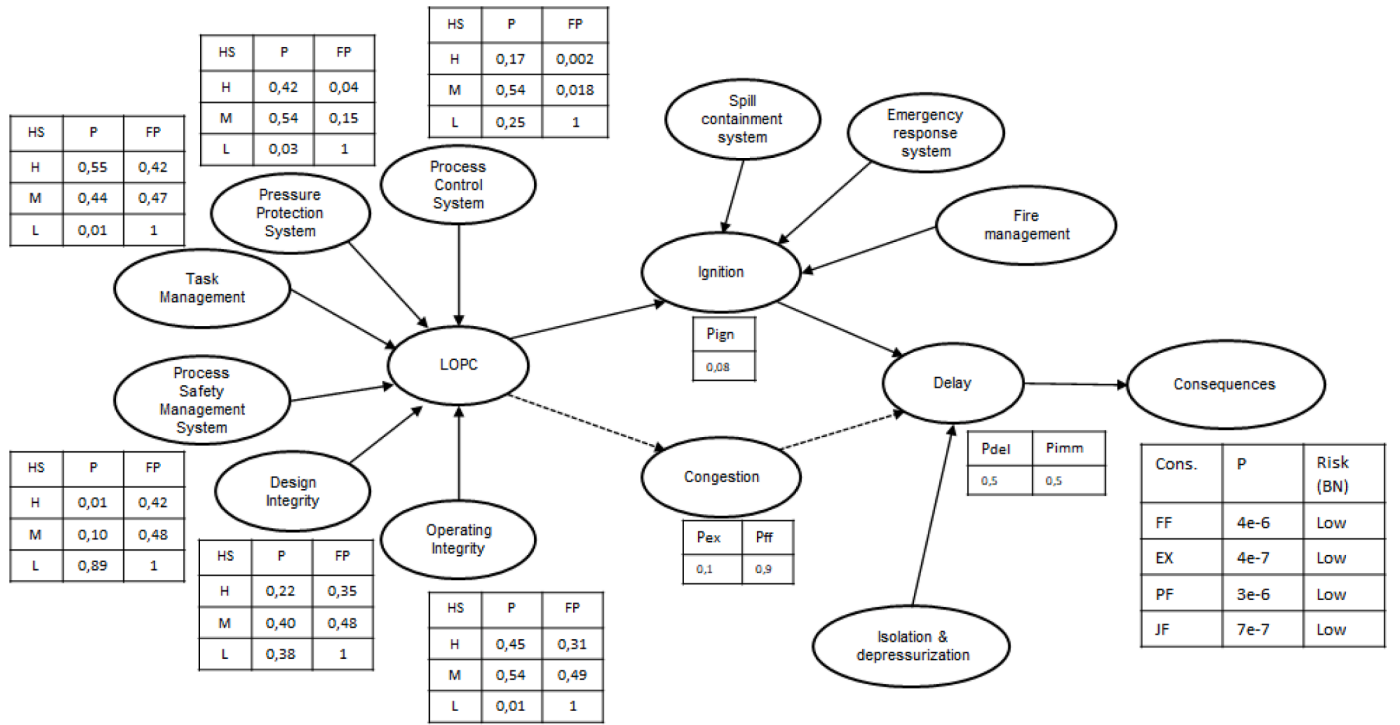 HS P FP
H 0,17 0,002
M 0,54 0,018
L 0,25 1
HS P FP
H 0,42 0,04
M 0,54 0,15
L 0,03 1
HS P FP
H 0,55 0,42
M 0,44 0,47
L 0,01 1
Process
Control
System
Pressure
Protection
System
Task
Management
Process
Safety
Management
System
Design
Integrity
Operating
Integrity
LOPC
HS P FP
H 0,01 0,42
M 0,10 0,48
L 0,89 1
HS P FP
H 0,22 0,35
M 0,40 0,48
L 0,38 1
HS P FP
H 0,45 0,31
M 0,54 0,49
L 0,01 1
Spill
containment
system
Emergency
response
system
Fire
management
Ignition
Pign
0,08
Congestion
Pex Pff
0,1 0,9
Delay
Pdel Pimm
0,5 0,5
Isolation &
depressurization
Consequences
Cons. P Risk
(BN)
FF 4e-6 Low
EX 4e-7 Low
PF 3e-6 Low
JF 7e-7 Low